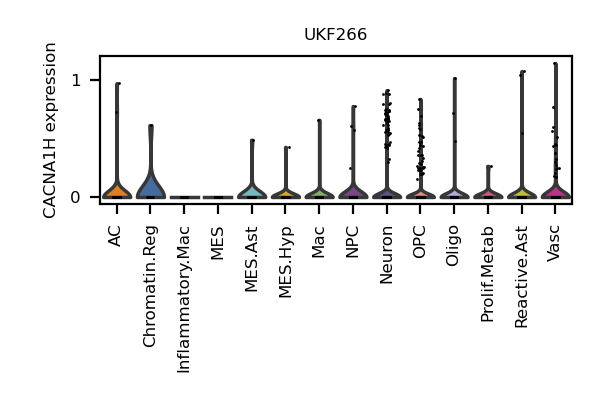 UKF266
CACNA1H expression
1
0
AC
Chromatin.Reg
Inflammatory.Mac
MES
MES.Ast
MES.Hyp
Mac
NPC
Neuron
OPC
Oligo
Prolif.Metab
Reactive.Ast
Vasc